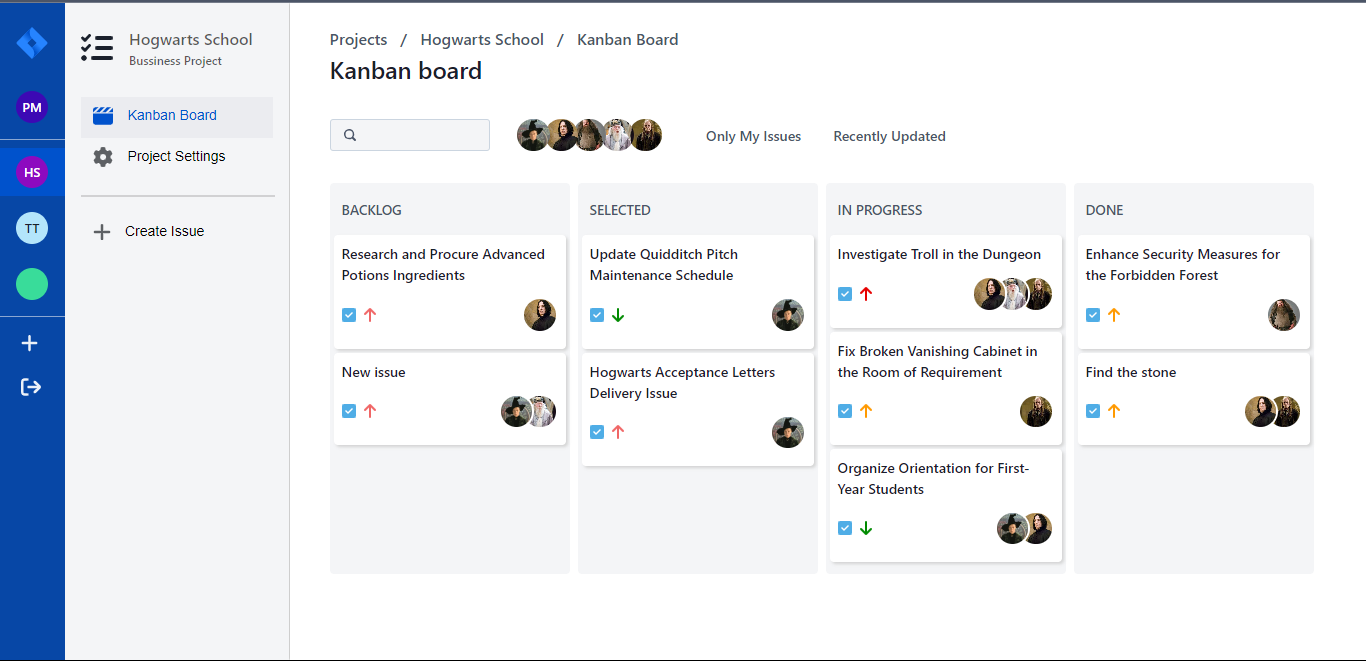 PM
HS
TT
Hogwarts School
Bussiness Project
Kanban Board
Project Settings
Create Issue
Projects / Hogwarts School / Kanban Board
Kanban board
Only My Issues
Recently Updated
BACKLOG
Research and Procure Advanced
Potions Ingredients
New issue
SELECTED
Update Quidditch Pitch
Maintenance Schedule
Hogwarts Acceptance Letters
Delivery Issue
IN PROGRESS
Investigate Troll in the Dungeon
Fix Broken Vanishing Cabinet in
the Room of Requirement
Organize Orientation for First-
Year Students
DONE
Enhance Security Measures for
the Forbidden Forest
Find the stone